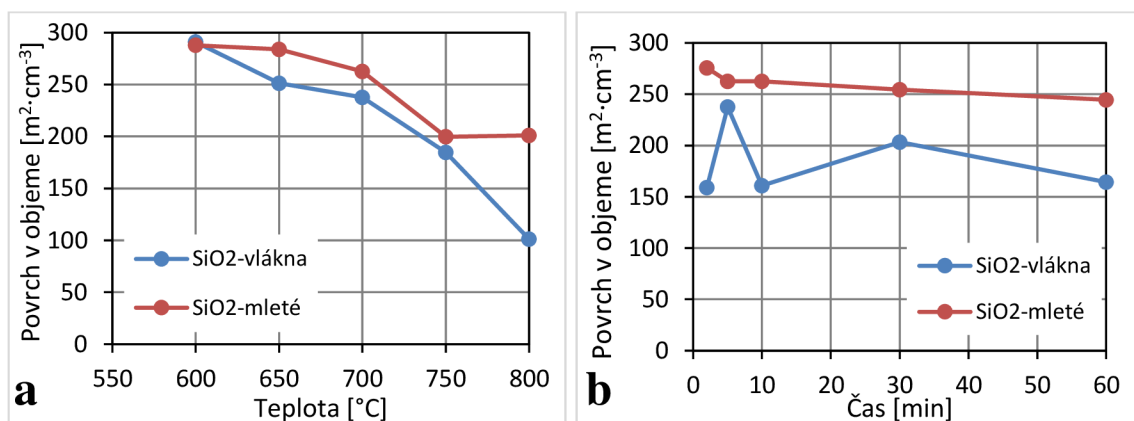 Povrch v objeme [m²·cm⁻³]
300
250
200
150
100
50
0
SiO2-vlákna
SiO2-mleté
550 600 650 700 750 800
Teplota [°C]
a
Povrch v objeme [m²·cm⁻³]
300
250
200
150
100
50
0
SiO2-vlákna
SiO2-mleté
0 10 20 30 40 50 60
Čas [min]
b